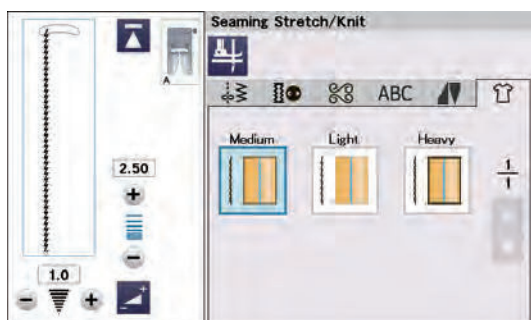 Seaming Stretch/Knit
A
ABC
Medium
Light
Heavy
2.50
1
1
1.0